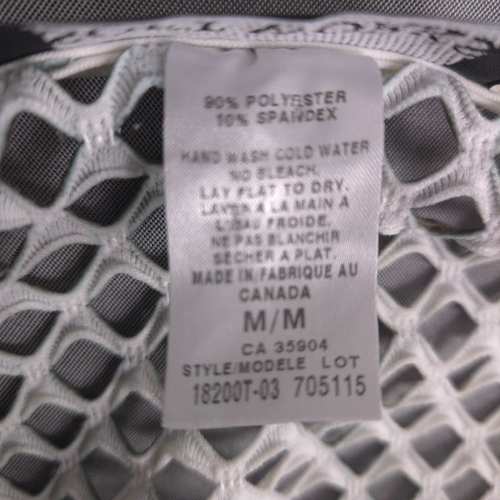 90% POLYESTER
10% SPANDEX
HAND WASH COLD WATER
NO BLEACH.
LAY FLAT TO DRY.
LAVER A LA MAIN A
L'EAU FROIDE.
NE PAS BLANCHIR
SECHER A PLAT.
MADE IN/FABRIQUE AU
CANADA
M/M
CA 35904
STYLE/MODELE LOT
18200T-03 705115